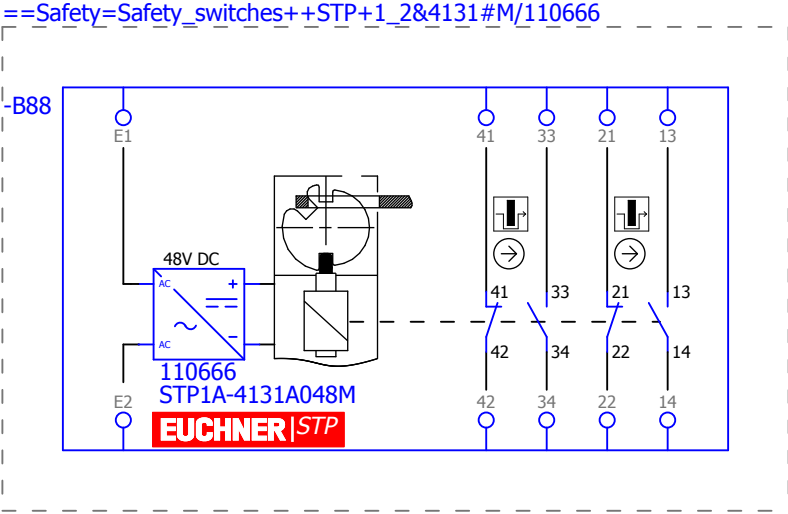 ==Safety=Safety_switches++STP+1_2&4131#M/110666
-B88
E1 41 33 21 13
48V DC
AC +
41 33 21 13
AC −
42 34 22 14
110666
STP1A-4131A048M
E2 42 34 22 14
EUCHNER|STP